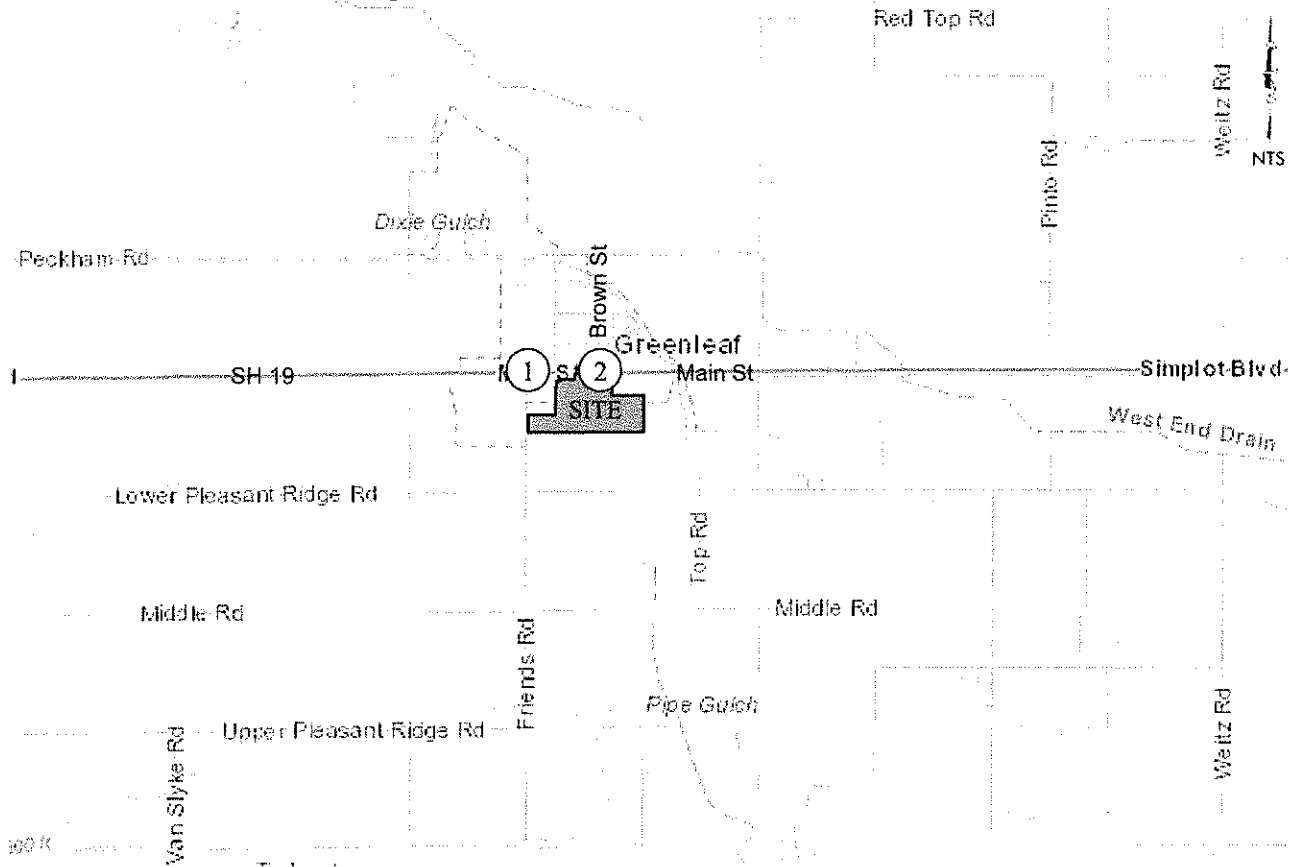 Red Top Rd
Weitz Rd
NTS
Pinto Rd
Dixie Gulch
Peckham Rd
Brown St
Greenleaf
SH 19
1
2
Main St
Simplot Blvd
SITE
West End Drain
Lower Pleasant Ridge Rd
Top Rd
Middle Rd
Middle Rd
Friends Rd
Pipe Gulch
Upper Pleasant Ridge Rd
Van Slyke Rd
Weitz Rd